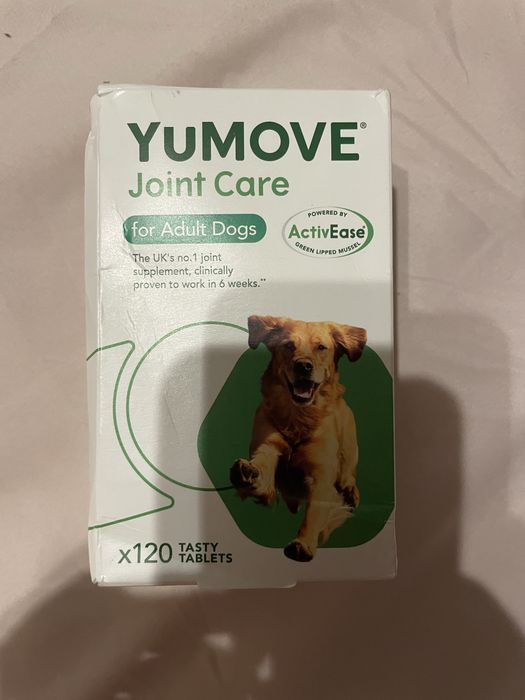 YuMOVE®
Joint Care
for Adult Dogs
POWERED BY
ActivEase®
GREEN LIPPED MUSSEL
The UK's no.1 joint
supplement, clinically
proven to work in 6 weeks.**
x120 TASTY
TABLETS